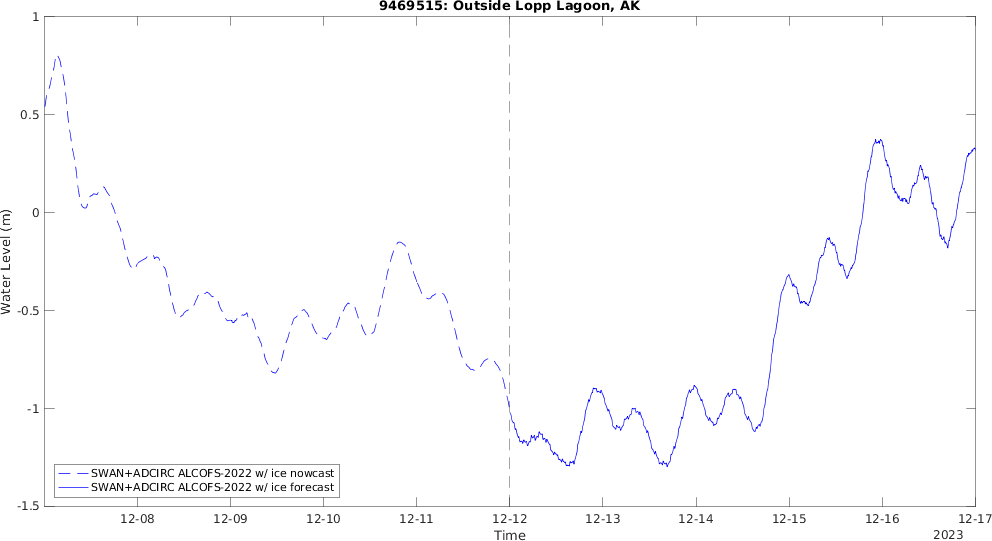 9469515: Outside Lopp Lagoon, AK
1
0.5
0
-0.5
-1
-1.5
Water Level (m)
SWAN+ADCIRC ALCOFS-2022 w/ ice nowcast
SWAN+ADCIRC ALCOFS-2022 w/ ice forecast
12-08 12-09 12-10 12-11 12-12 12-13 12-14 12-15 12-16 12-17
Time
2023